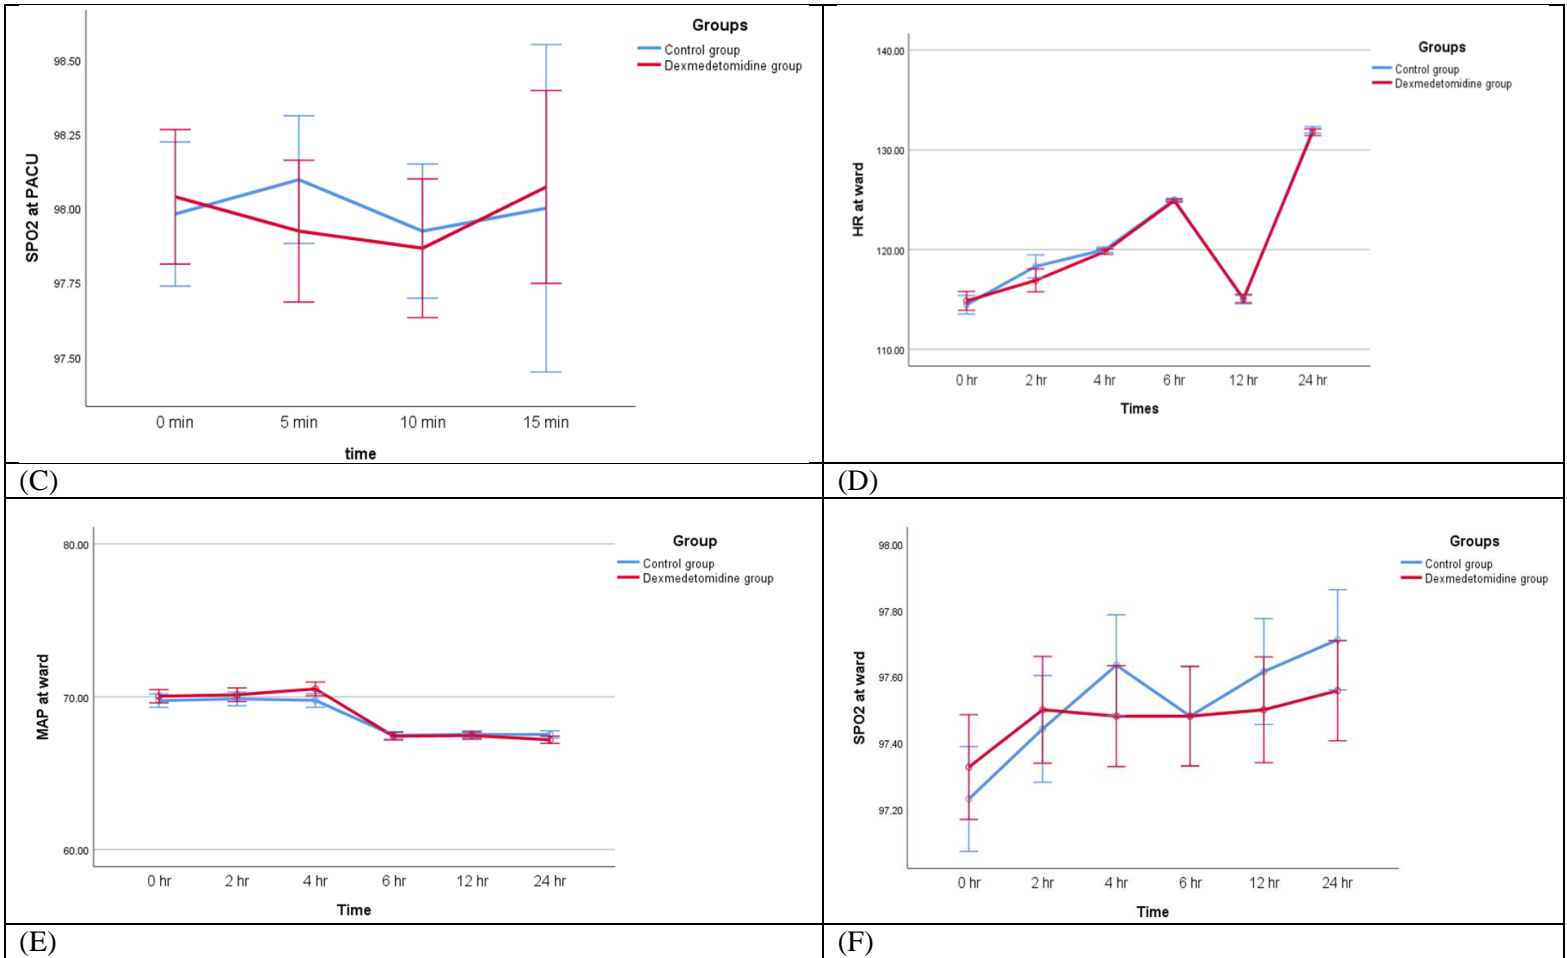 Groups
Control group
Dexmedetomidine group
98.50
98.25
98.00
97.75
97.50
SPO2 at PACU
0 min 5 min 10 min 15 min
time
(C)
Groups
Control group
Dexmedetomidine group
140.00
130.00
120.00
110.00
HR at ward
0 hr 2 hr 4 hr 6 hr 12 hr 24 hr
Times
(D)
Group
Control group
Dexmedetomidine group
80.00
70.00
60.00
MAP at ward
0 hr 2 hr 4 hr 6 hr 12 hr 24 hr
Time
(E)
Groups
Control group
Dexmedetomidine group
98.00
97.80
97.60
97.40
97.20
SPO2 at ward
0 hr 2 hr 4 hr 6 hr 12 hr 24 hr
Time
(F)